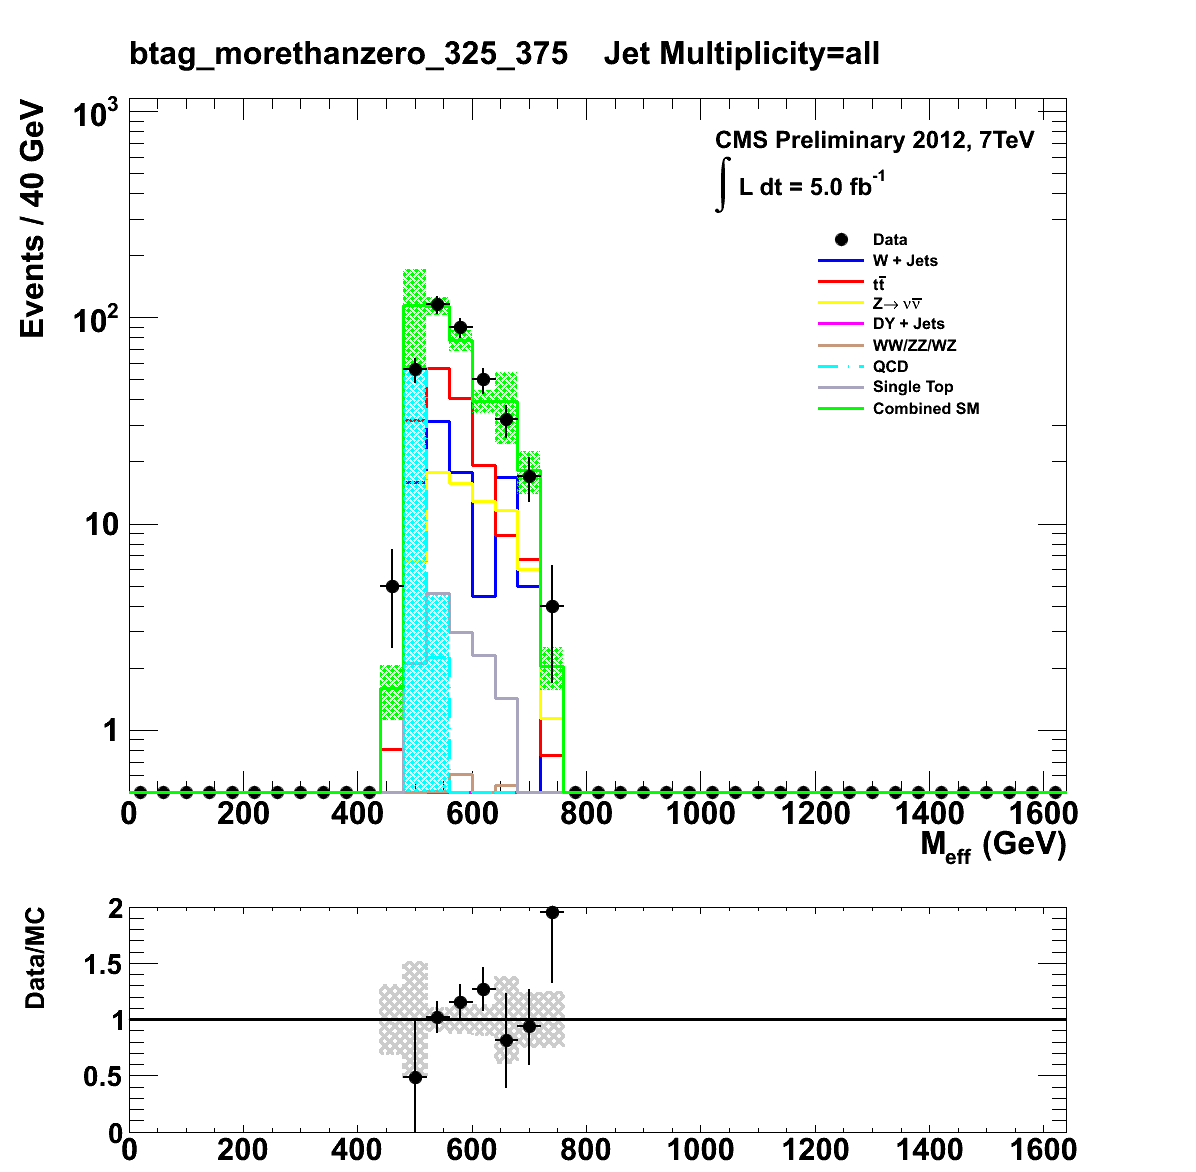 btag_morethanzero_325_375 Jet Multiplicity=all
Events / 40 GeV
10³
10²
10
1
CMS Preliminary 2012, 7TeV
∫ L dt = 5.0 fb⁻¹
Data
W + Jets
tt̅
Z→ νν̅
DY + Jets
WW/ZZ/WZ
QCD
Single Top
Combined SM
0 200 400 600 800 1000 1200 1400 1600
M_eff (GeV)
Data/MC
2
1.5
1
0.5
0
0 200 400 600 800 1000 1200 1400 1600